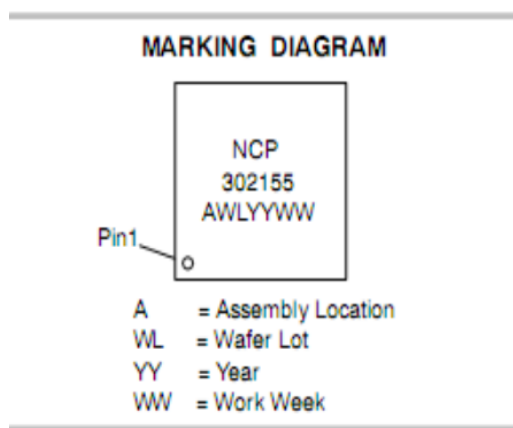 MARKING DIAGRAM
NCP
302155
AWLYYWW
Pin1
A = Assembly Location
WL = Wafer Lot
YY = Year
WW = Work Week